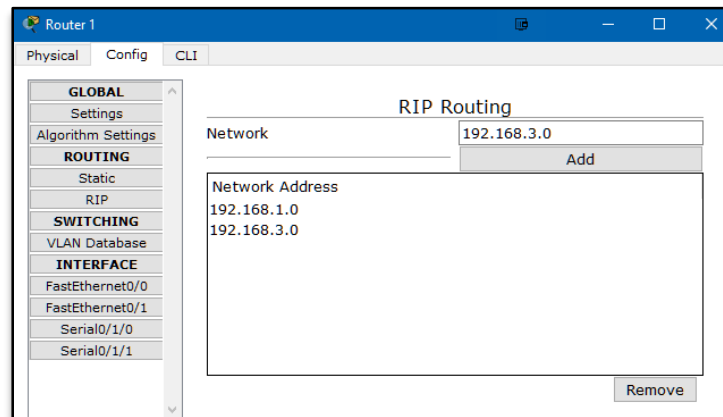 Router 1
Physical Config CLI
GLOBAL
Settings
Algorithm Settings
ROUTING
Static
RIP
SWITCHING
VLAN Database
INTERFACE
FastEthernet0/0
FastEthernet0/1
Serial0/1/0
Serial0/1/1
RIP Routing
Network 192.168.3.0
Add
Network Address
192.168.1.0
192.168.3.0
Remove